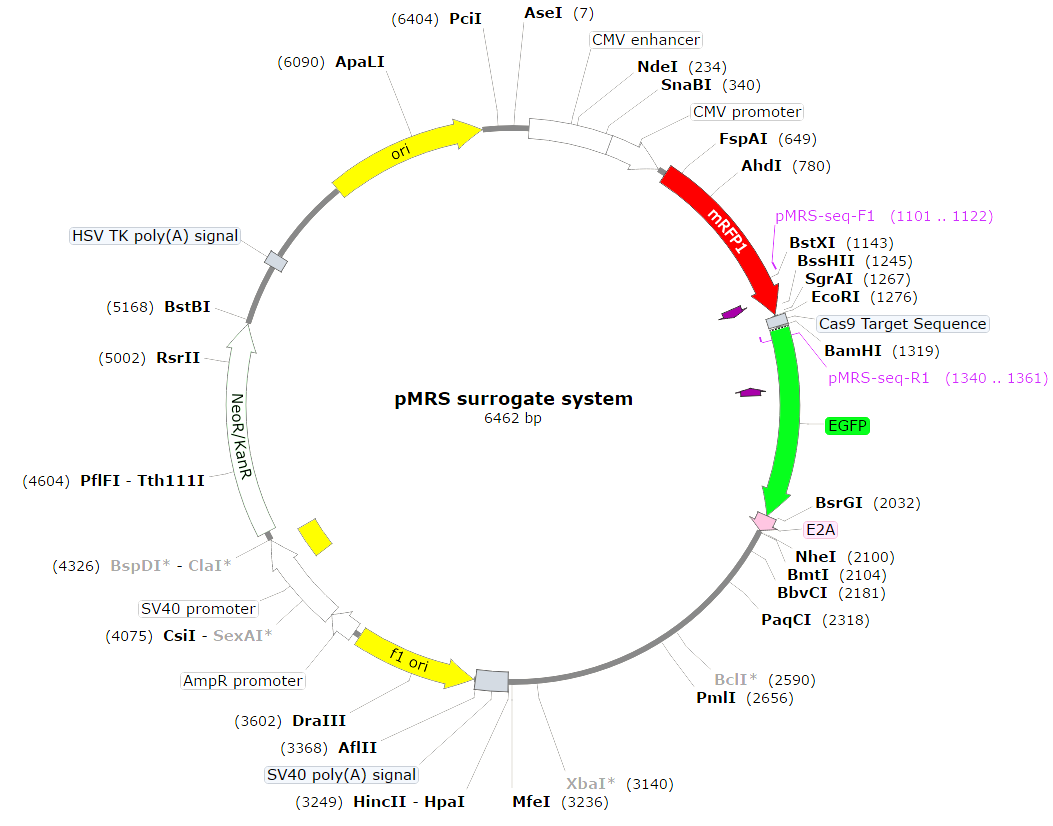 (6404) PciI
AseI (7)
CMV enhancer
(6090) ApaLI
NdeI (234)
SnaBI (340)
CMV promoter
FspAI (649)
AhdI (780)
ori
mRFP1
pMRS-seq-F1 (1101 .. 1122)
HSV TK poly(A) signal
BstXI (1143)
BssHII (1245)
SgrAI (1267)
EcoRI (1276)
(5168) BstBI
Cas9 Target Sequence
(5002) RsrII
BamHI (1319)
pMRS-seq-R1 (1340 .. 1361)
pMRS surrogate system
6462 bp
EGFP
NeoR/KanR
(4604) PflFI - Tth111I
BsrGI (2032)
E2A
(4326) BspDI* - ClaI*
NheI (2100)
BmtI (2104)
BbvCI (2181)
SV40 promoter
PaqCI (2318)
(4075) CsiI - SexAI*
f1 ori
AmpR promoter
BclI* (2590)
PmlI (2656)
(3602) DraIII
(3368) AflII
SV40 poly(A) signal
XbaI* (3140)
(3249) HincII - HpaI
MfeI (3236)